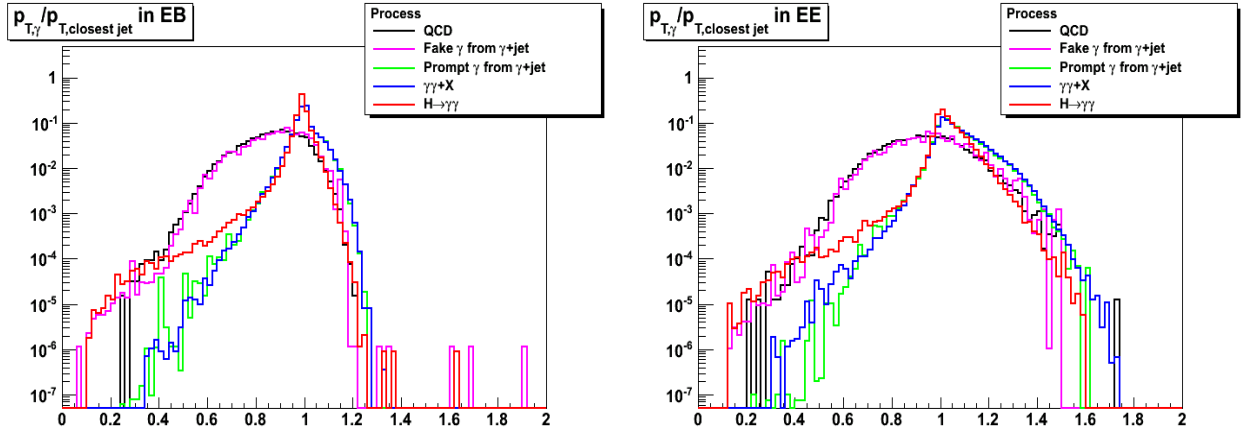 pT,γ/pT,closest jet in EB
Process
QCD
Fake γ from γ+jet
Prompt γ from γ+jet
γγ+X
H→γγ
1
10^-1
10^-2
10^-3
10^-4
10^-5
10^-6
10^-7
0 0.2 0.4 0.6 0.8 1 1.2 1.4 1.6 1.8 2
pT,γ/pT,closest jet in EE
Process
QCD
Fake γ from γ+jet
Prompt γ from γ+jet
γγ+X
H→γγ
1
10^-1
10^-2
10^-3
10^-4
10^-5
10^-6
10^-7
0 0.2 0.4 0.6 0.8 1 1.2 1.4 1.6 1.8 2